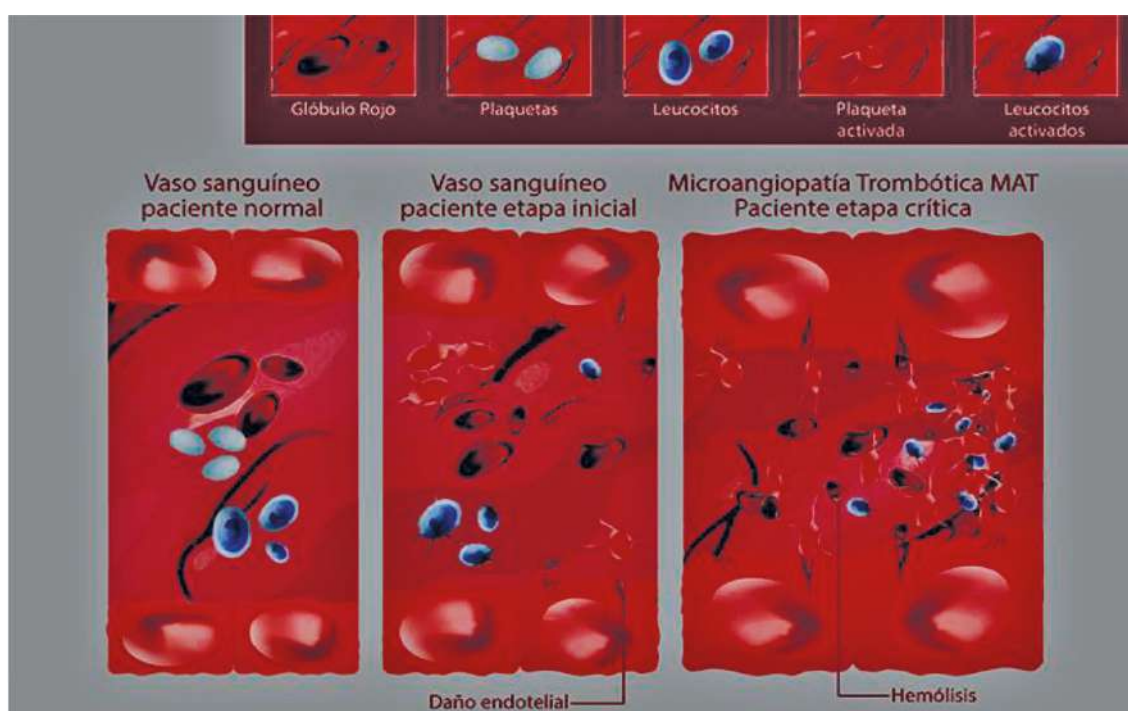 Glóbulo Rojo
Plaquetas
Leucocitos
Plaqueta
activada
Leucocitos
activados
Vaso sanguíneo
paciente normal
Vaso sanguíneo
paciente etapa inicial
Microangiopatía Trombótica MAT
Paciente etapa crítica
Daño endotelial
Hemólisis